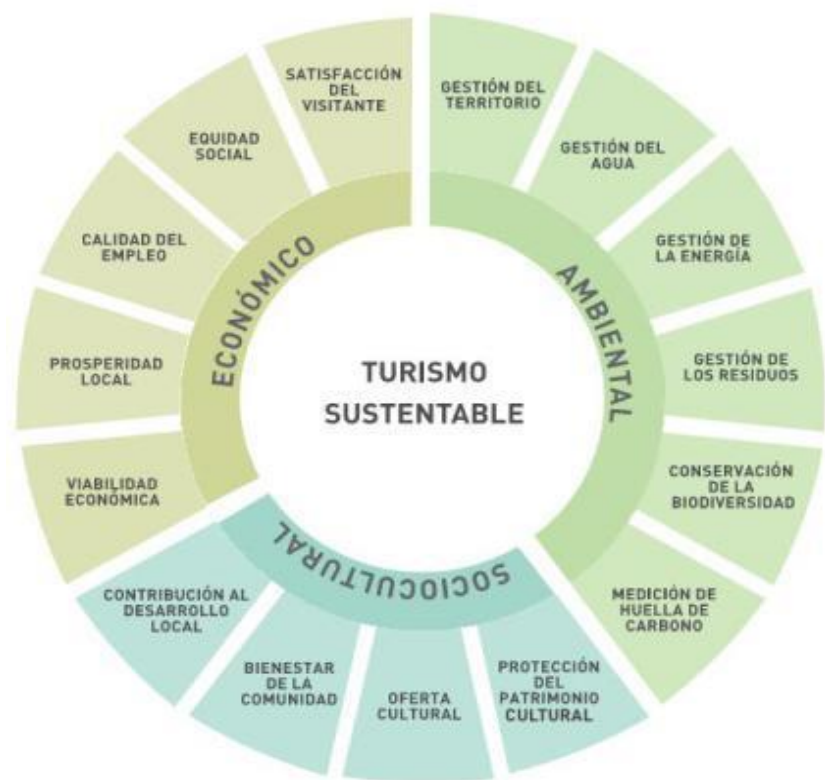 TURISMO
SUSTENTABLE
AMBIENTAL
GESTIÓN DEL
TERRITORIO
GESTIÓN DEL
AGUA
GESTIÓN DE
LA ENERGÍA
GESTIÓN DE
LOS RESIDUOS
CONSERVACIÓN
DE LA
BIODIVERSIDAD
MEDICIÓN DE
HUELLA DE
CARBONO
SOCIOCULTURAL
PROTECCIÓN
DEL
PATRIMONIO
CULTURAL
OFERTA
CULTURAL
BIENESTAR
DE LA
COMUNIDAD
CONTRIBUCIÓN AL
DESARROLLO
LOCAL
ECONÓMICO
VIABILIDAD
ECONÓMICA
PROSPERIDAD
LOCAL
CALIDAD DEL
EMPLEO
EQUIDAD
SOCIAL
SATISFACCIÓN
DEL
VISITANTE